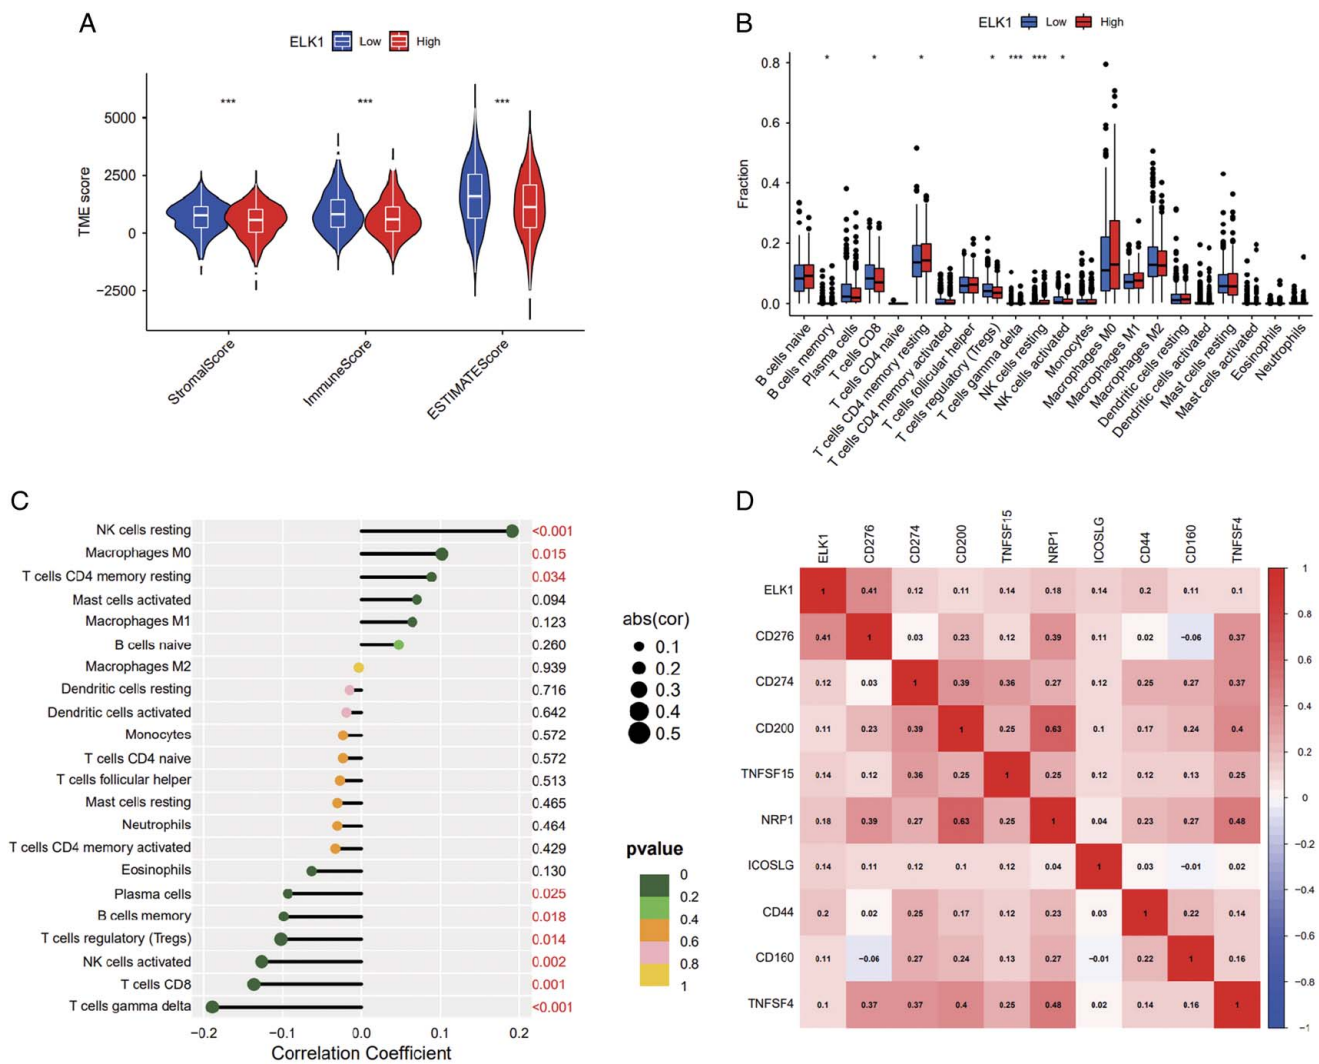 A
ELK1 Low High
TME score
5000
2500
0
−2500
*** *** ***
StromalScore
ImmuneScore
ESTIMATEScore
B
ELK1 Low High
Fraction
0.8
0.6
0.4
0.2
0.0
* * * * *** *** *
B cells naive
B cells memory
Plasma cells
T cells CD8
T cells CD4 naive
T cells CD4 memory resting
T cells CD4 memory activated
T cells follicular helper
T cells regulatory (Tregs)
T cells gamma delta
NK cells resting
NK cells activated
Monocytes
Macrophages M0
Macrophages M1
Macrophages M2
Dendritic cells resting
Dendritic cells activated
Mast cells resting
Mast cells activated
Eosinophils
Neutrophils
C
NK cells resting <0.001
Macrophages M0 0.015
T cells CD4 memory resting 0.034
Mast cells activated 0.094
Macrophages M1 0.123
B cells naive 0.260
Macrophages M2 0.939
Dendritic cells resting 0.716
Dendritic cells activated 0.642
Monocytes 0.572
T cells CD4 naive 0.572
T cells follicular helper 0.513
Mast cells resting 0.465
Neutrophils 0.464
T cells CD4 memory activated 0.429
Eosinophils 0.130
Plasma cells 0.025
B cells memory 0.018
T cells regulatory (Tregs) 0.014
NK cells activated 0.002
T cells CD8 0.001
T cells gamma delta <0.001
−0.2 −0.1 0.0 0.1 0.2
Correlation Coefficient
abs(cor)
0.1
0.2
0.3
0.4
0.5
pvalue
0
0.2
0.4
0.6
0.8
1
D
ELK1 CD276 CD274 CD200 TNFSF15 NRP1 ICOSLG CD44 CD160 TNFSF4
ELK1 1 0.41 0.12 0.11 0.14 0.18 0.14 0.2 0.11 0.1
CD276 0.41 1 0.03 0.23 0.12 0.39 0.11 0.02 −0.06 0.37
CD274 0.12 0.03 1 0.39 0.36 0.27 0.12 0.25 0.27 0.37
CD200 0.11 0.23 0.39 1 0.25 0.63 0.1 0.17 0.24 0.4
TNFSF15 0.14 0.12 0.36 0.25 1 0.25 0.12 0.12 0.13 0.25
NRP1 0.18 0.39 0.27 0.63 0.25 1 0.04 0.23 0.27 0.48
ICOSLG 0.14 0.11 0.12 0.1 0.12 0.04 1 0.03 −0.01 0.02
CD44 0.2 0.02 0.25 0.17 0.12 0.23 0.03 1 0.22 0.14
CD160 0.11 −0.06 0.27 0.24 0.13 0.27 −0.01 0.22 1 0.16
TNFSF4 0.1 0.37 0.37 0.4 0.25 0.48 0.02 0.14 0.16 1
1
0.8
0.6
0.4
0.2
0
−0.2
−0.4
−0.6
−0.8
−1